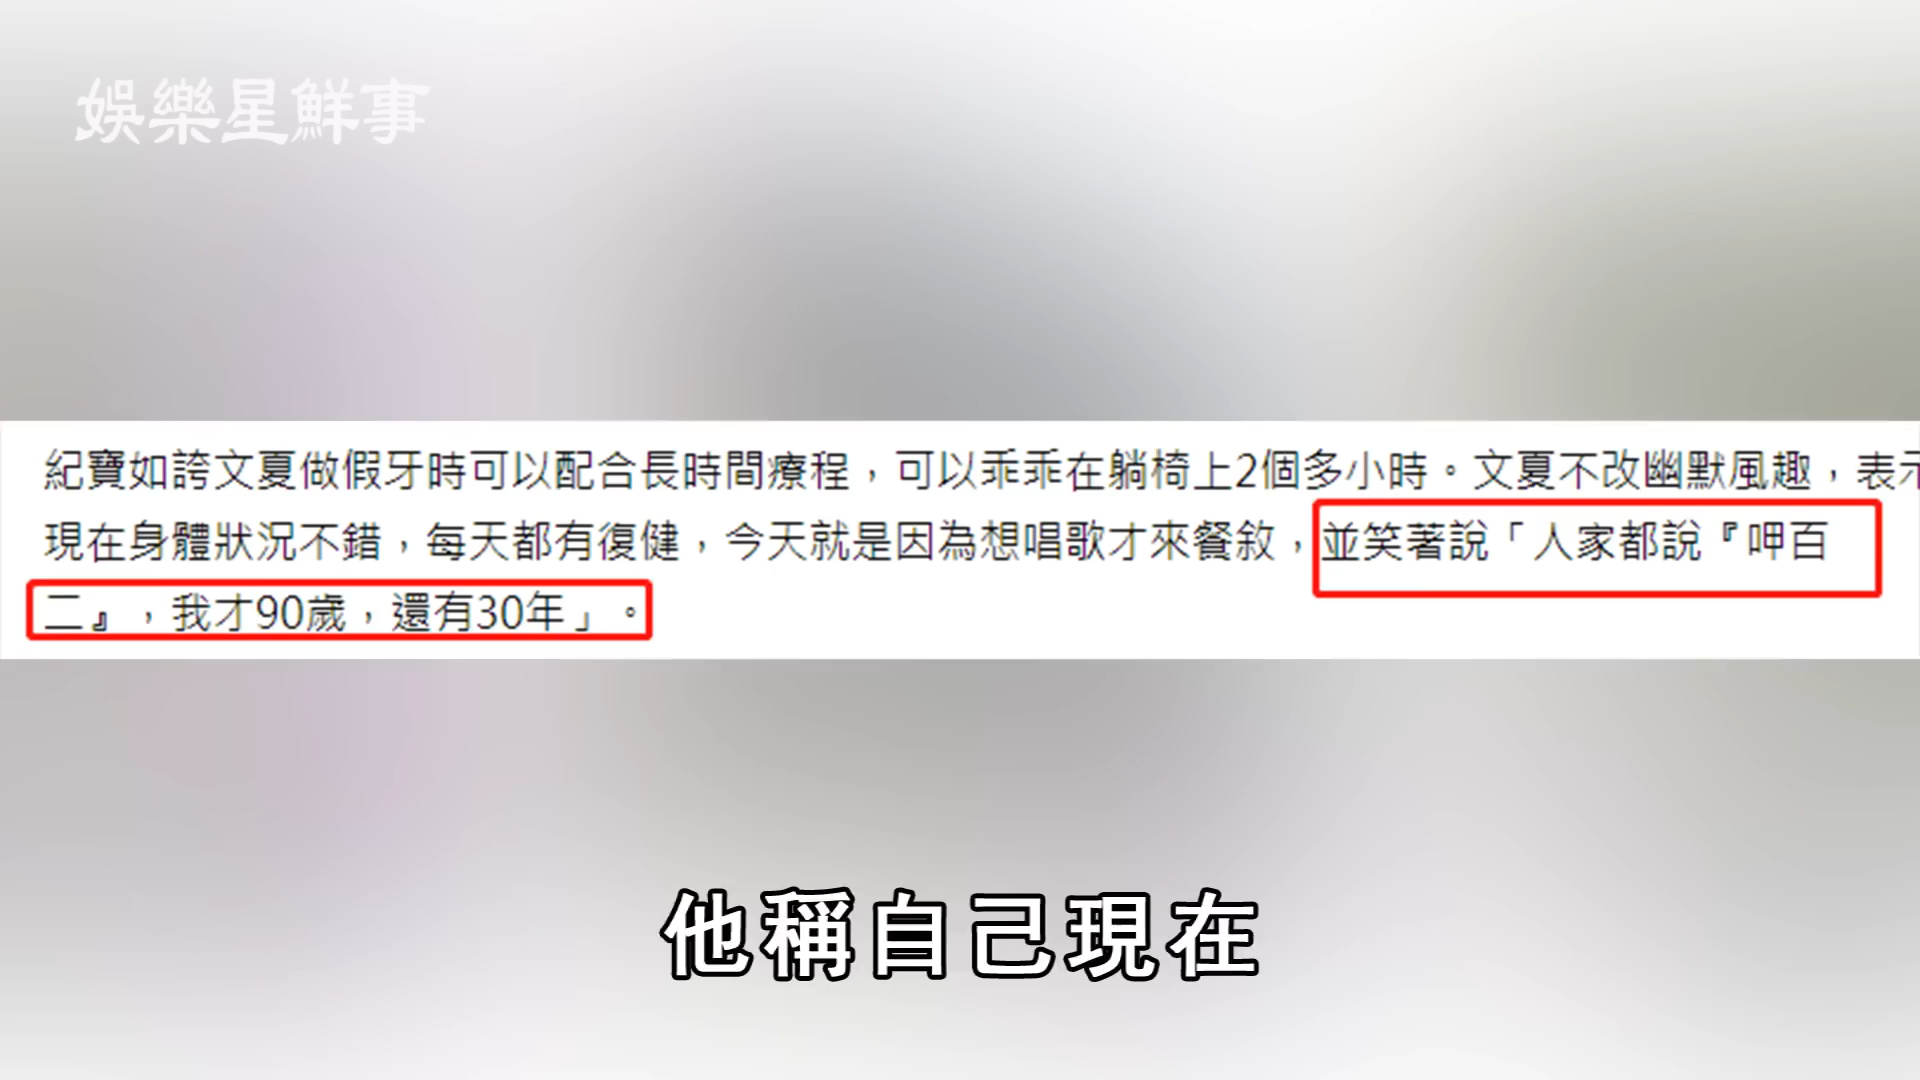 娛樂星鮮事
紀寶如誇文夏做假牙時可以配合長時間療程，可以乖乖在躺椅上2個多小時。文夏不改幽默風趣，表示
現在身體狀況不錯，每天都有復健，今天就是因為想唱歌才來餐敘，並笑著說「人家都說『呷百
二』，我才90歲，還有30年」。
他稱自己現在